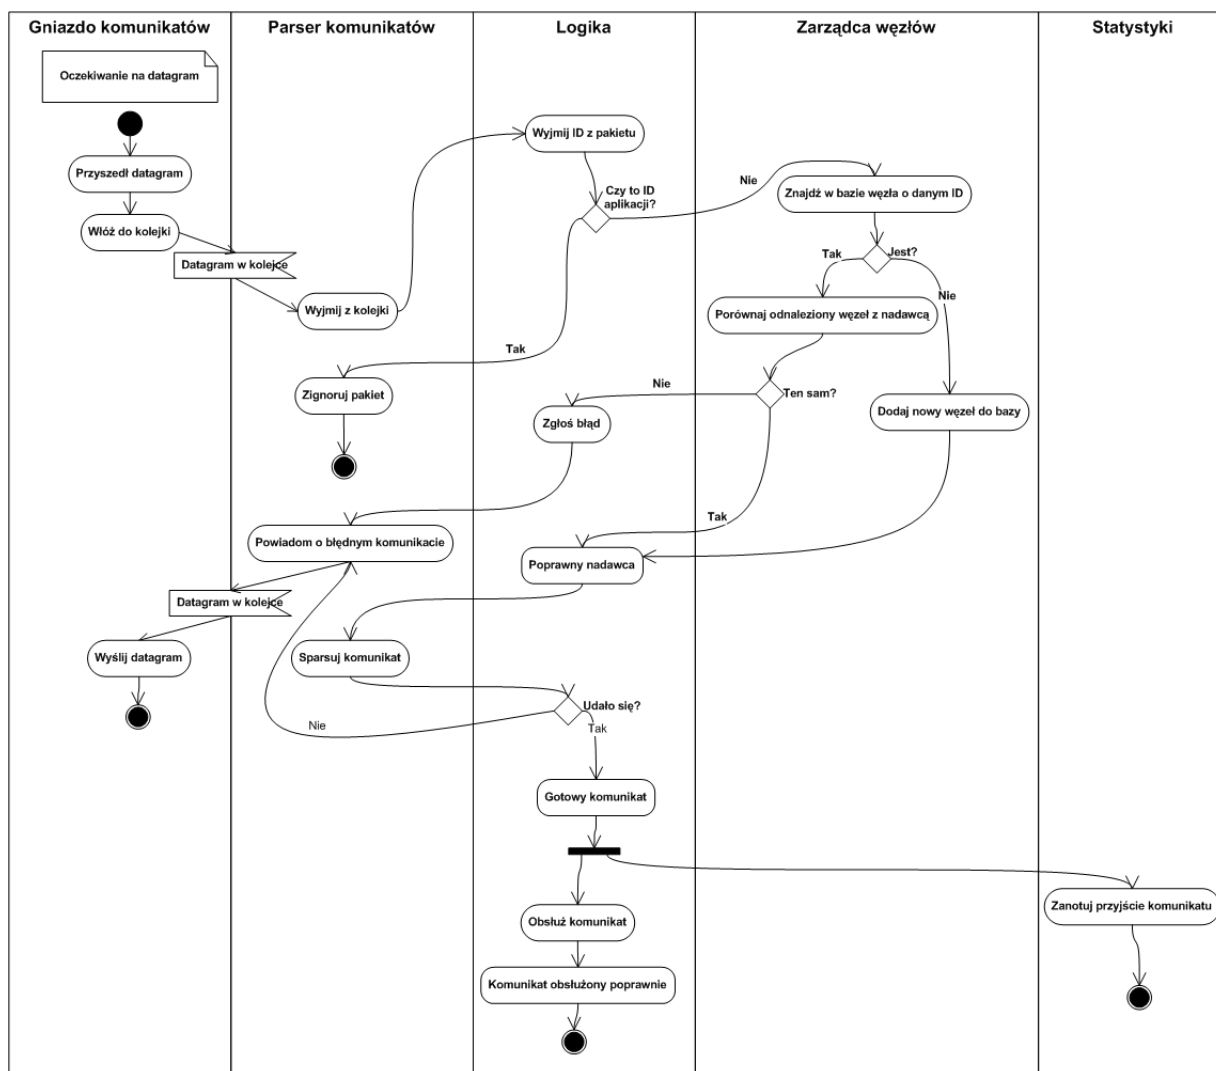 Gniazdo komunikatów
Parser komunikatów
Logika
Zarządca węzłów
Statystyki
Oczekiwanie na datagram
Przyszedł datagram
Włóż do kolejki
Datagram w kolejce
Wyjmij z kolejki
Wyjmij ID z pakietu
Czy to ID
aplikacji?
Nie
Znajdź w bazie węzła o danym ID
Tak
Jest?
Nie
Porównaj odnaleziony węzeł z nadawcą
Tak
Zignoruj pakiet
Nie
Ten sam?
Dodaj nowy węzeł do bazy
Zgłoś błąd
Tak
Powiadom o błędnym komunikacie
Poprawny nadawca
Datagram w kolejce
Wyślij datagram
Sparsuj komunikat
Udało się?
Nie
Tak
Gotowy komunikat
Obsłuż komunikat
Zanotuj przyjście komunikatu
Komunikat obsłużony poprawnie